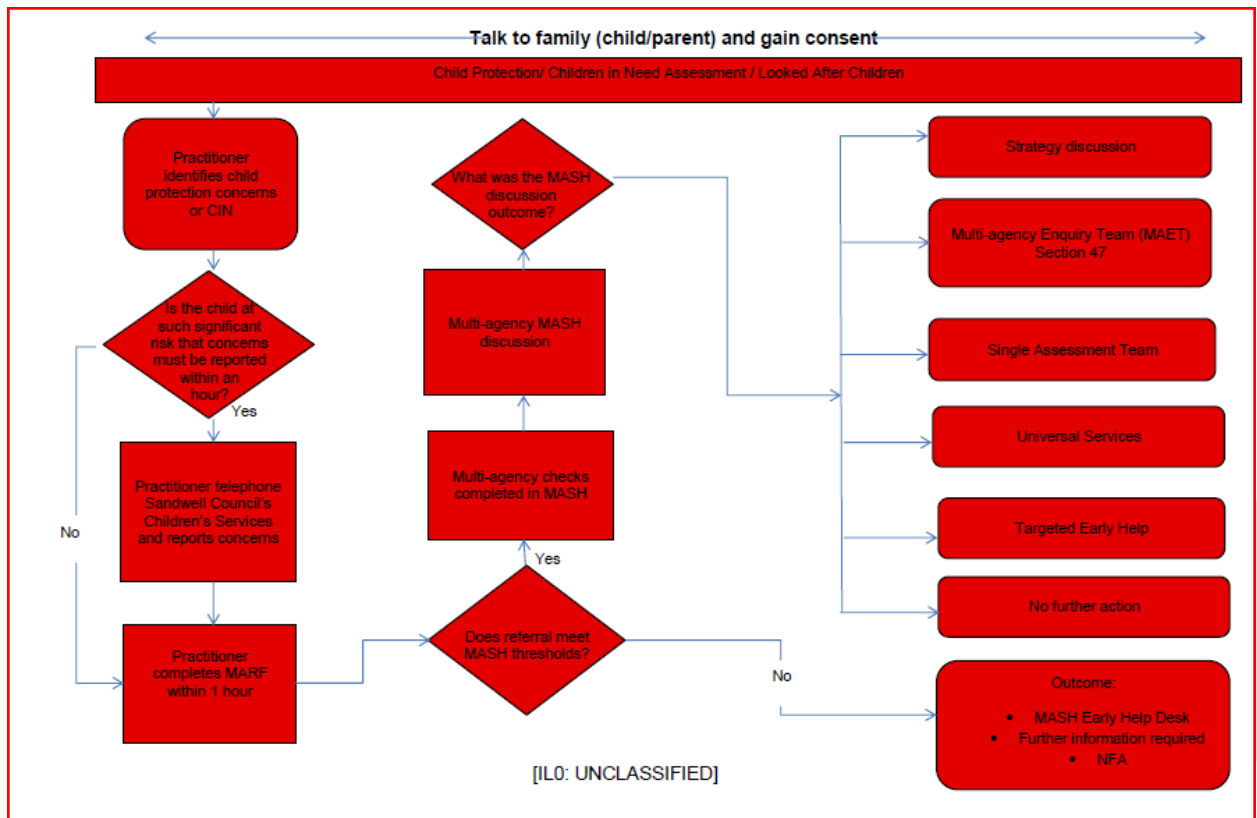 Talk to family (child/parent) and gain consent
Child Protection/ Children in Need Assessment / Looked After Children
Practitioner
identifies child
protection concerns
or CIN
Is the child at
such significant
risk that concerns
must be reported
within an
hour?
Yes
No
Practitioner telephone
Sandwell Council's
Children's Services
and reports concerns
Practitioner
completes MARF
within 1 hour
What was the MASH
discussion
outcome?
Multi-agency MASH
discussion
Multi-agency checks
completed in MASH
Yes
Does referral meet
MASH thresholds?
No
Strategy discussion
Multi-agency Enquiry Team (MAET)
Section 47
Single Assessment Team
Universal Services
Targeted Early Help
No further action
Outcome:
• MASH Early Help Desk
• Further information required
• NFA
[IL0: UNCLASSIFIED]